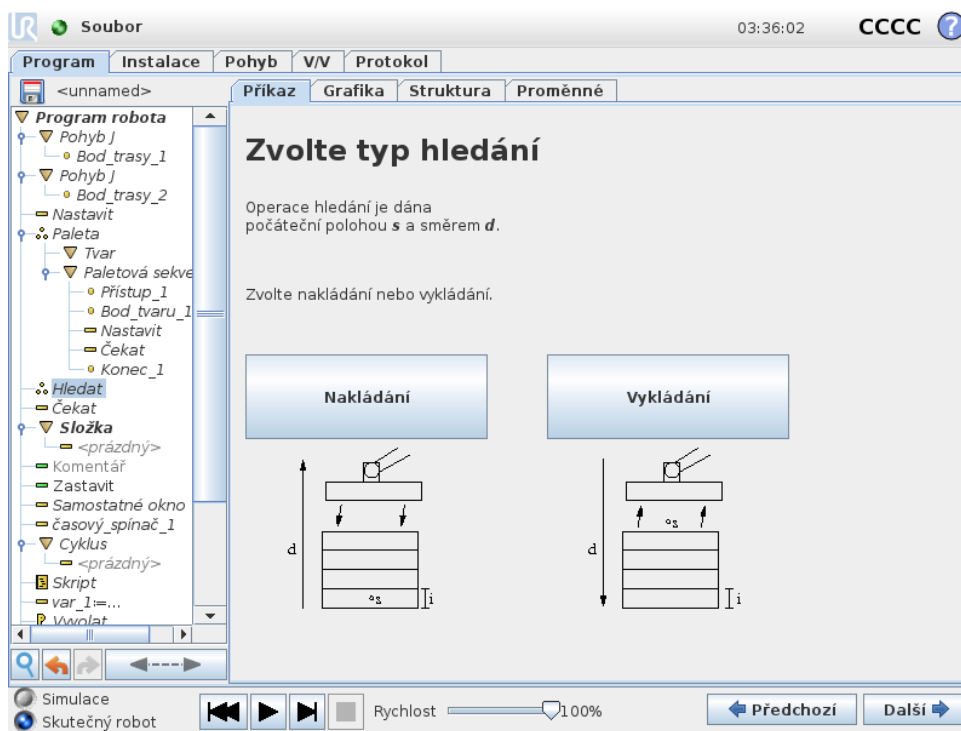 UR Soubor 03:36:02 CCCC ?
Program Instalace Pohyb V/V Protokol
<unnamed>
Příkaz Grafika Struktura Proměnné
Program robota
Pohyb J
Bod_trasy_1
Pohyb J
Bod_trasy_2
Nastavit
Paleta
Tvar
Paletová sekve
Přístup_1
Bod_tvaru_1
Nastavit
Čekat
Konec_1
Hledat
Čekat
Složka
<prázdný>
Komentář
Zastavit
Samostatné okno
časový_spínač_1
Cyklus
<prázdný>
Skript
var_1:=...
Vyvolat
Zvolte typ hledání
Operace hledání je dána
počáteční polohou s a směrem d.
Zvolte nakládání nebo vykládání.
Nakládání Vykládání
d s i
d s i
Simulace
Skutečný robot
Rychlost 100%
Předchozí Další